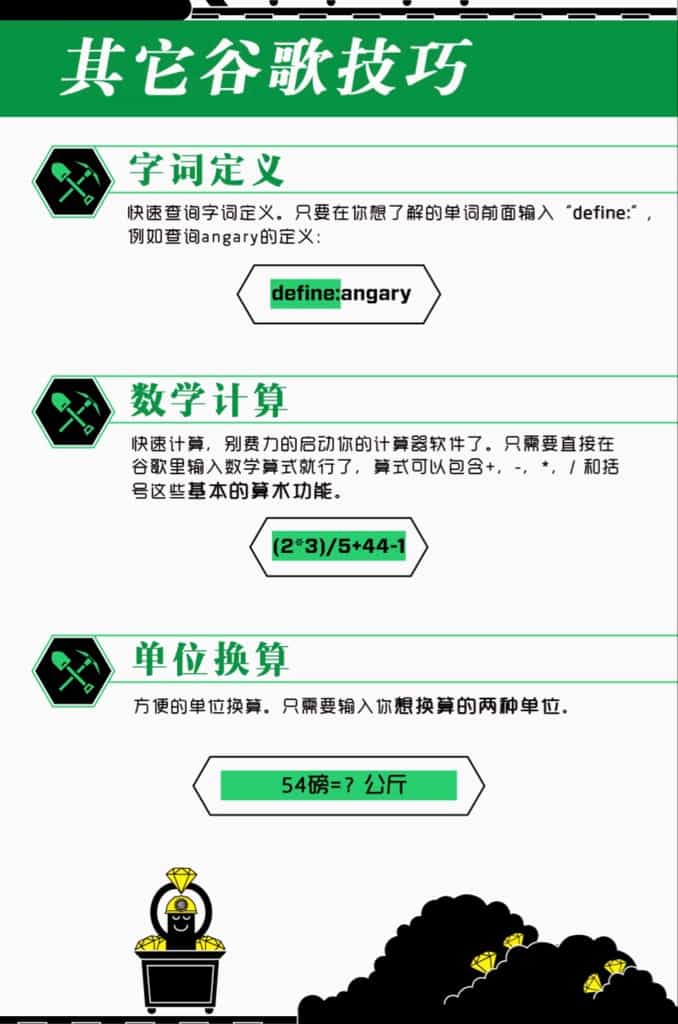 其它谷歌技巧
字词定义
快速查询字词定义。只要在你想了解的单词前面输入“define:”,
例如查询angary的定义:
define:angary
数学计算
快速计算，别费力的启动你的计算器软件了。只需要直接在
谷歌里输入数学算式就行了，算式可以包含+，-，*，/ 和括
号这些基本的算术功能。
(2*3)/5+44-1
单位换算
方便的单位换算。只需要输入你想换算的两种单位。
54磅=? 公斤